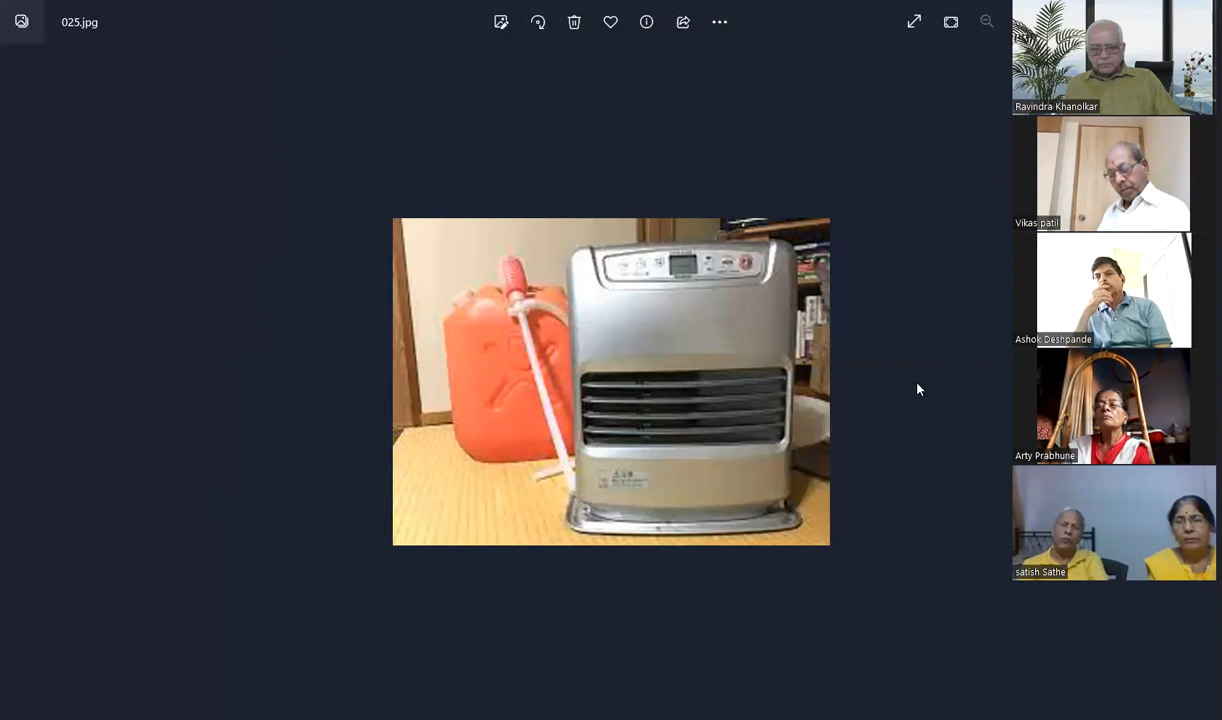 025.jpg
Ravindra Khanolkar
Vikas patil
Ashok Deshpande
Arty Prabhune
satish Sathe